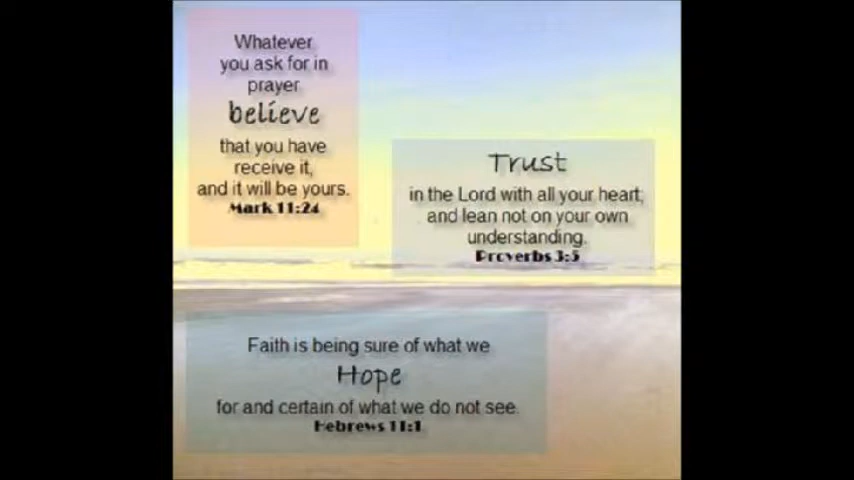 Whatever
you ask for in
prayer
believe
that you have
receive it,
and it will be yours.
Mark 11:24
Trust
in the Lord with all your heart,
and lean not on your own
understanding.
Proverbs 3:5
Faith is being sure of what we
Hope
for and certain of what we do not see.
Hebrews 11:1